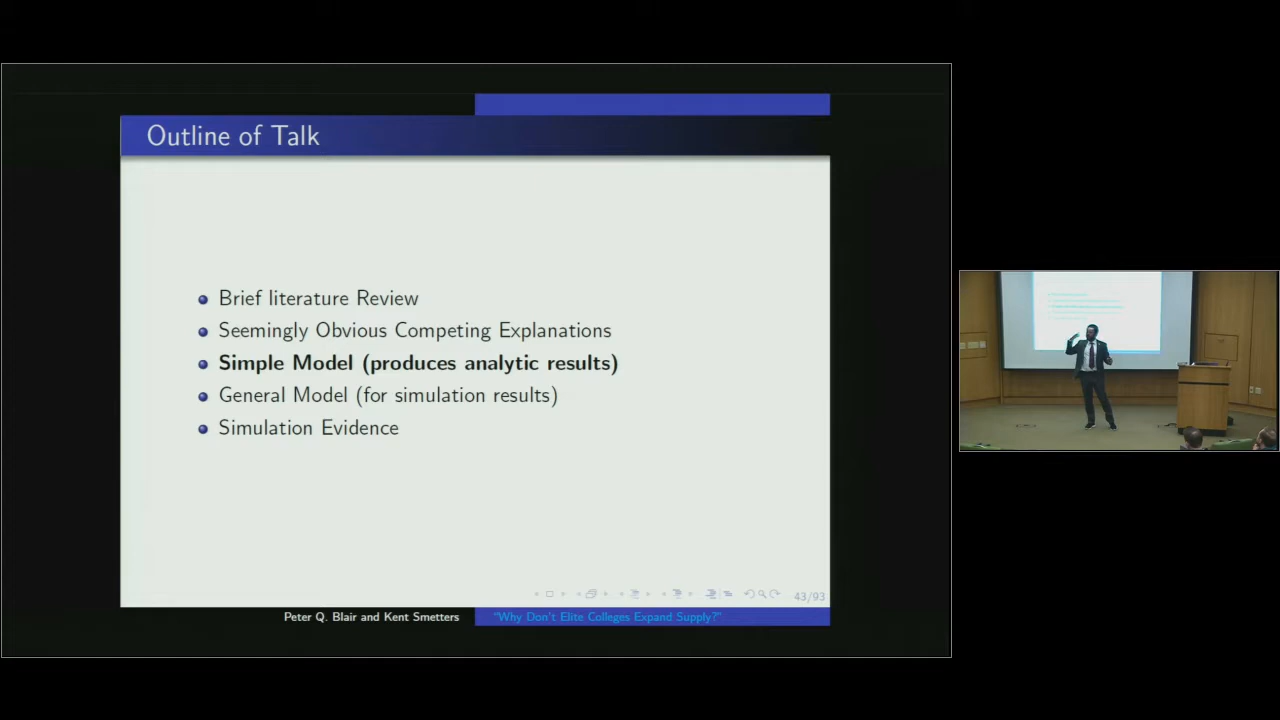 Outline of Talk
Brief literature Review
Seemingly Obvious Competing Explanations
Simple Model (produces analytic results)
General Model (for simulation results)
Simulation Evidence
43/93
Peter Q. Blair and Kent Smetters
"Why Don't Elite Colleges Expand Supply?"